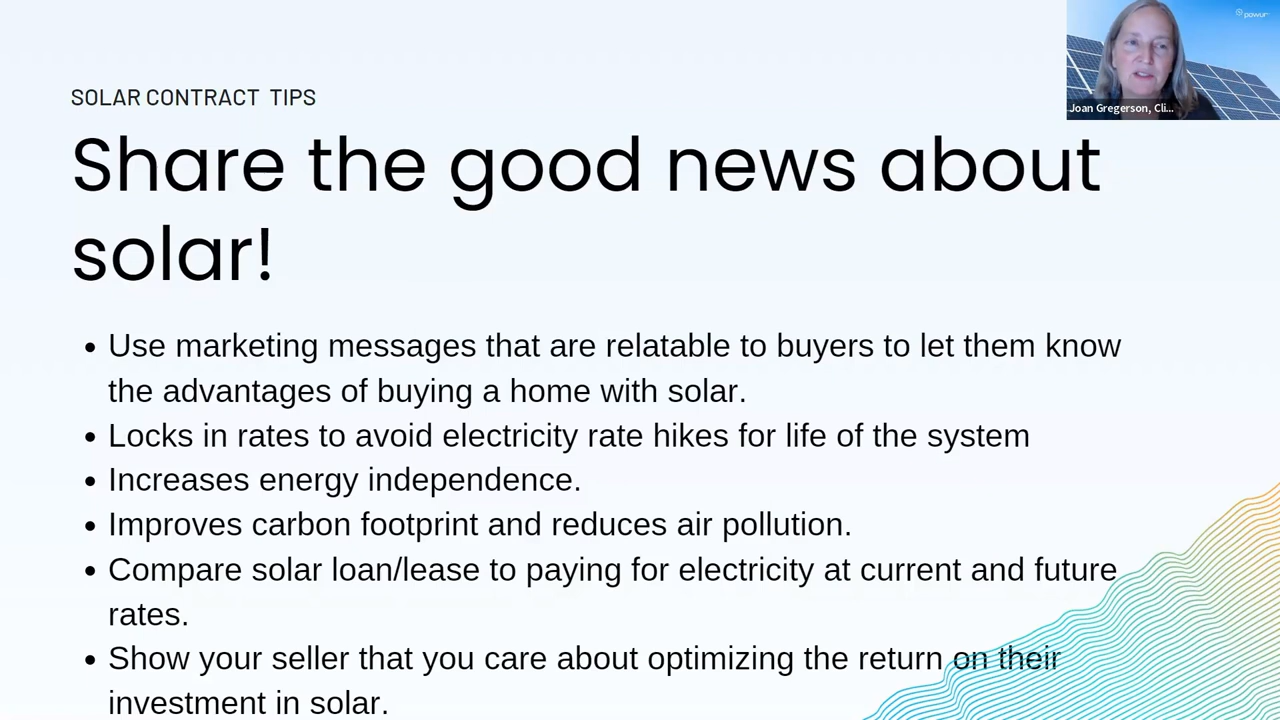 powur
Joan Gregerson, Cli...
SOLAR CONTRACT TIPS
Share the good news about
solar!
• Use marketing messages that are relatable to buyers to let them know
the advantages of buying a home with solar.
• Locks in rates to avoid electricity rate hikes for life of the system
• Increases energy independence.
• Improves carbon footprint and reduces air pollution.
• Compare solar loan/lease to paying for electricity at current and future
rates.
• Show your seller that you care about optimizing the return on their
investment in solar.